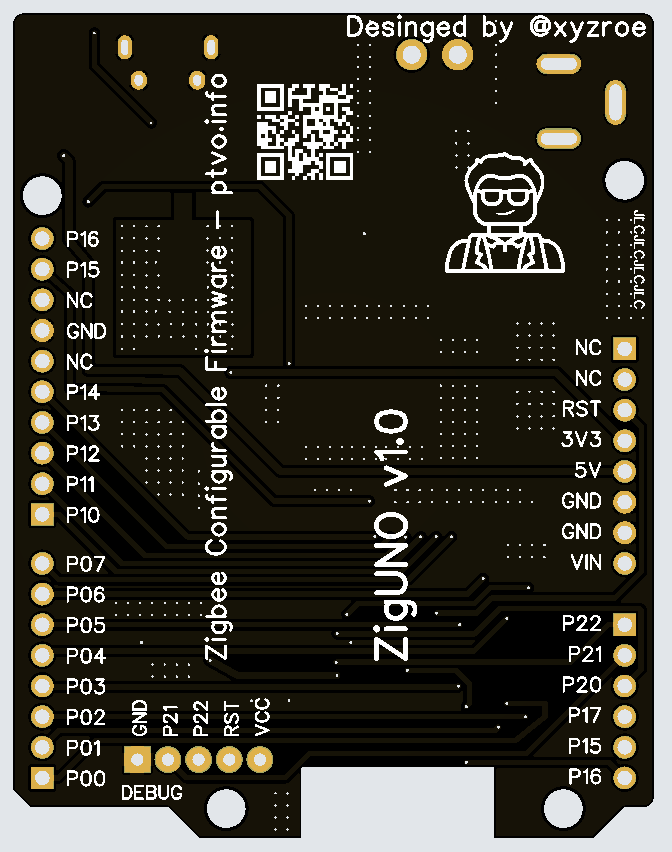 Desinged by @xyzroe
Zigbee Configurable Firmware — ptvo.info
JLCJLCJLCJLC
P16
P15
NC
GND
NC
P14
P13
P12
P11
P10
P07
P06
P05
P04
P03
P02
P01
P00
ZigUNO v1.0
NC
NC
RST
3V3
5V
GND
GND
VIN
P22
P21
P20
P17
P15
P16
GND
P21
P22
RST
VCC
DEBUG